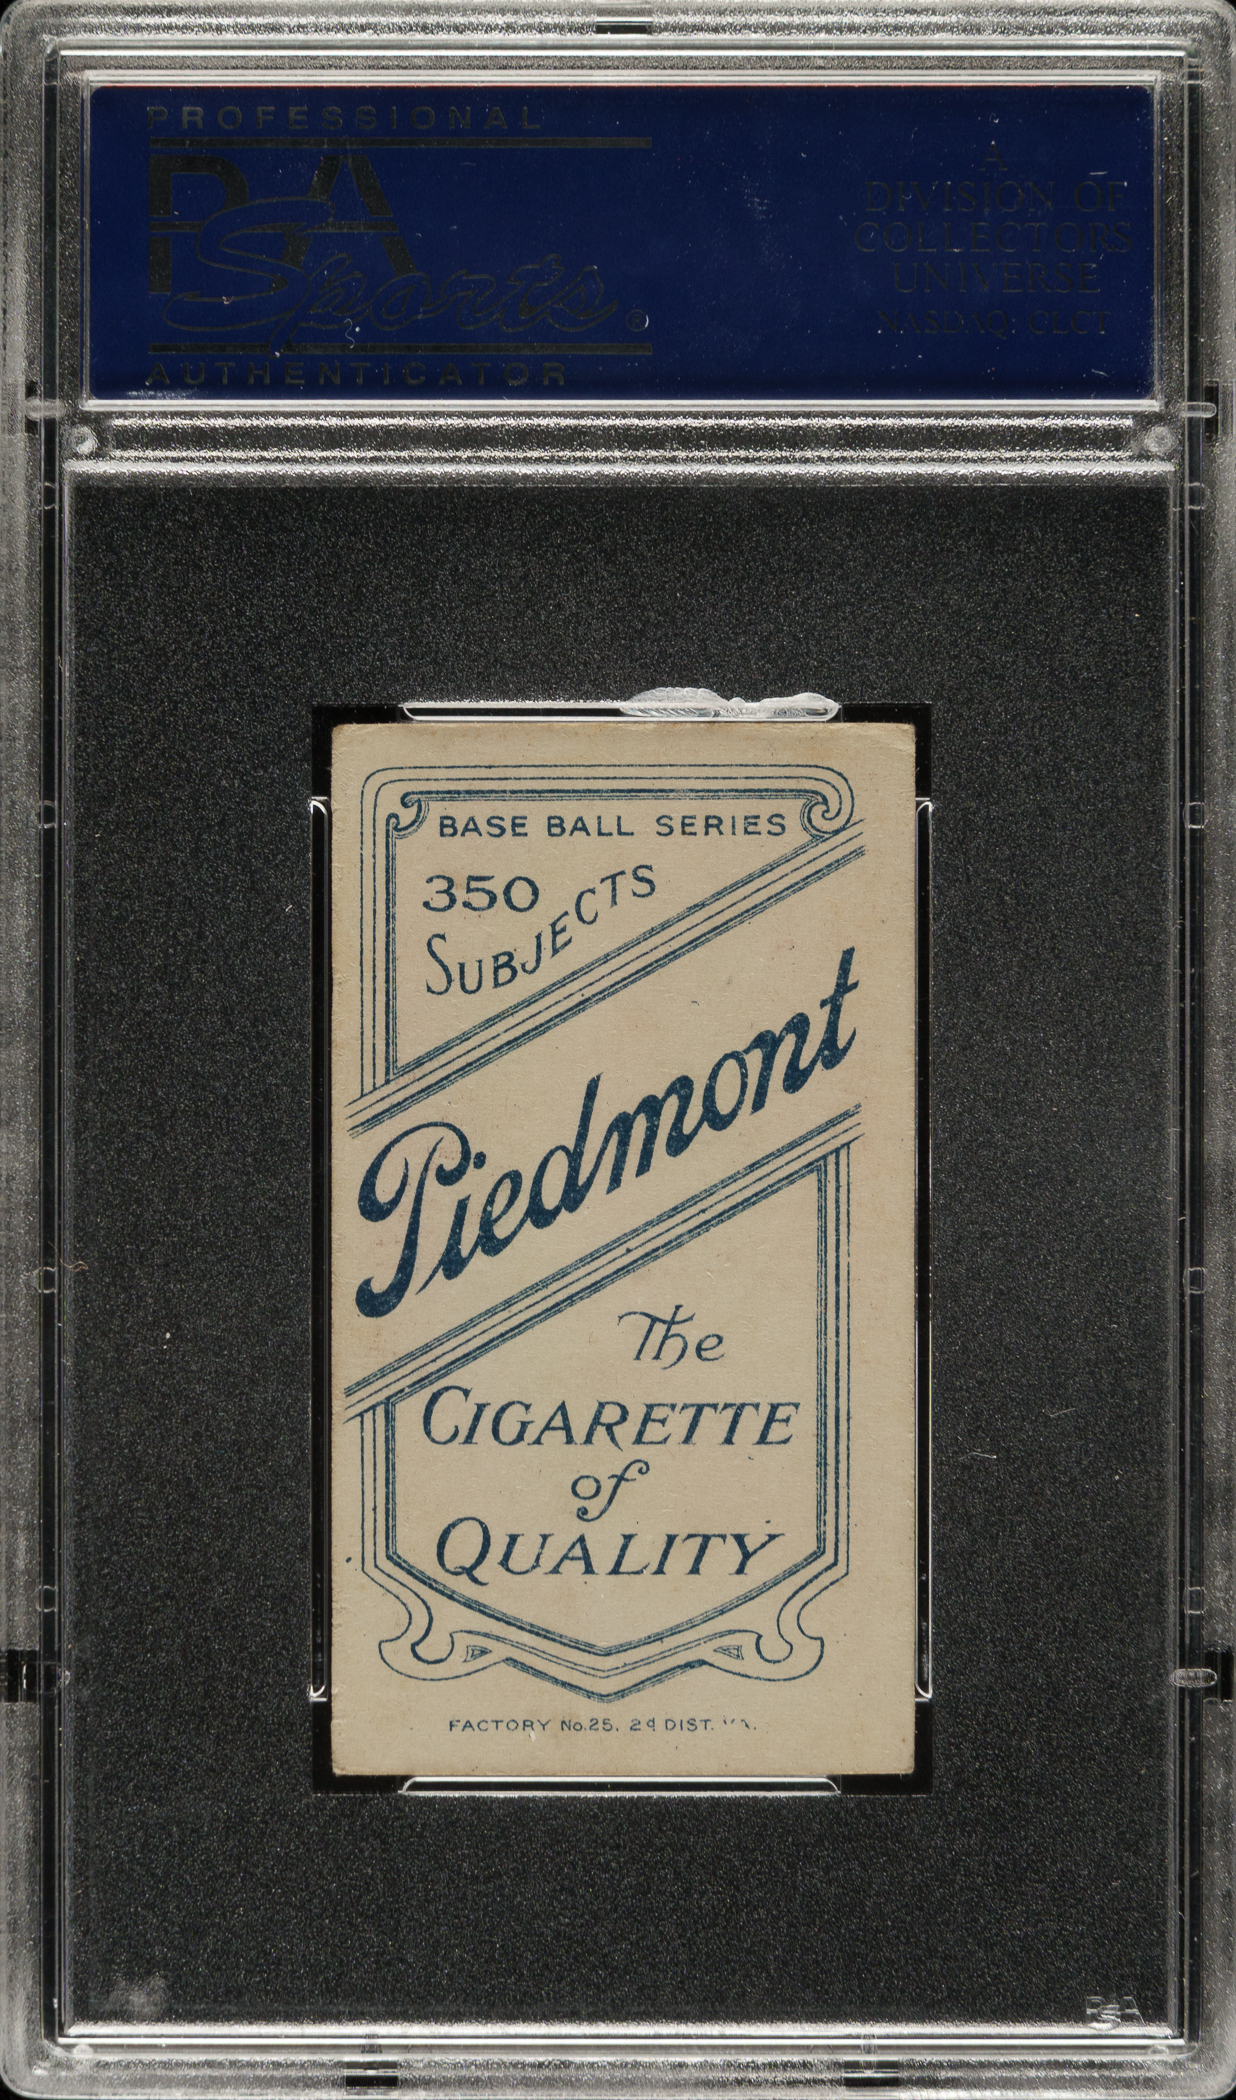 PROFESSIONAL
PSA
Sports®
AUTHENTICATOR
A
DIVISION OF
COLLECTORS
UNIVERSE
NASDAQ: CLCT
BASE BALL SERIES
350
SUBJECTS
Piedmont
The
CIGARETTE
of
QUALITY
FACTORY No. 25, 2d DIST.
PSA